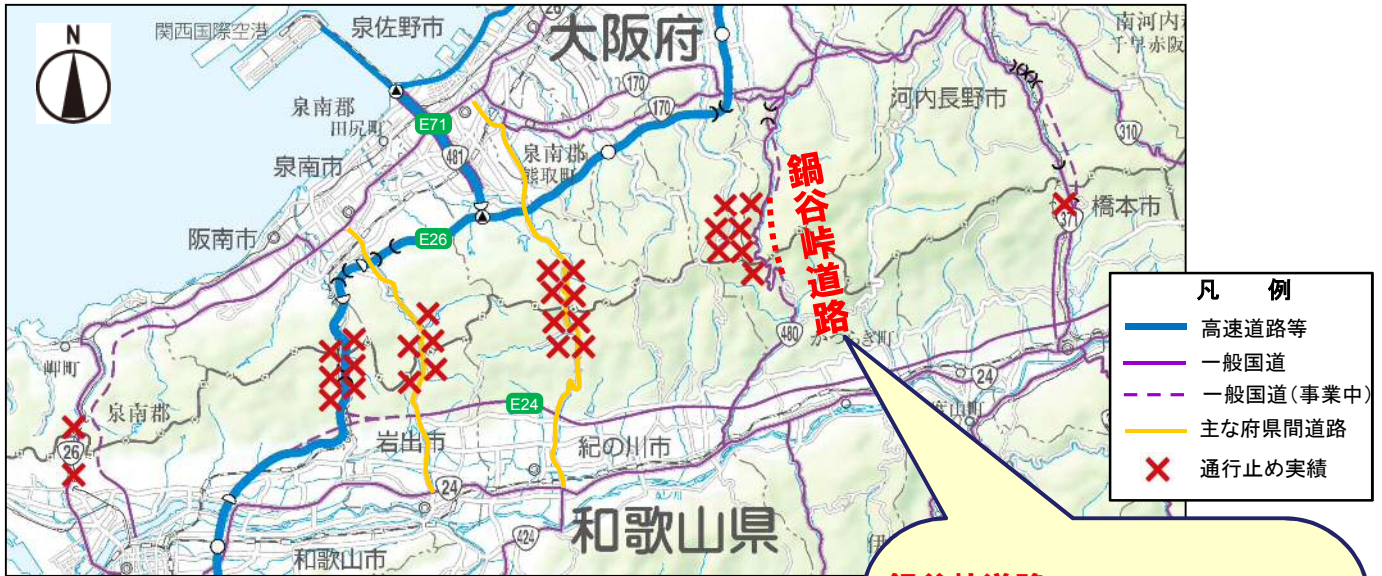 N
関西国際空港
泉佐野市
26
大阪府
南河内
千早赤阪
170
170
河内長野市
310
泉南郡
田尻町
E71
481
泉南郡
熊取町
泉南市
鍋谷峠道路
阪南市
E26
371
橋本市
480
かつらぎ町
岬町
泉南郡
26
E24
24
岩出市
紀の川市
24
和歌山県
和歌山市
424
凡　例
高速道路等
一般国道
一般国道(事業中)
主な府県間道路
通行止め実績